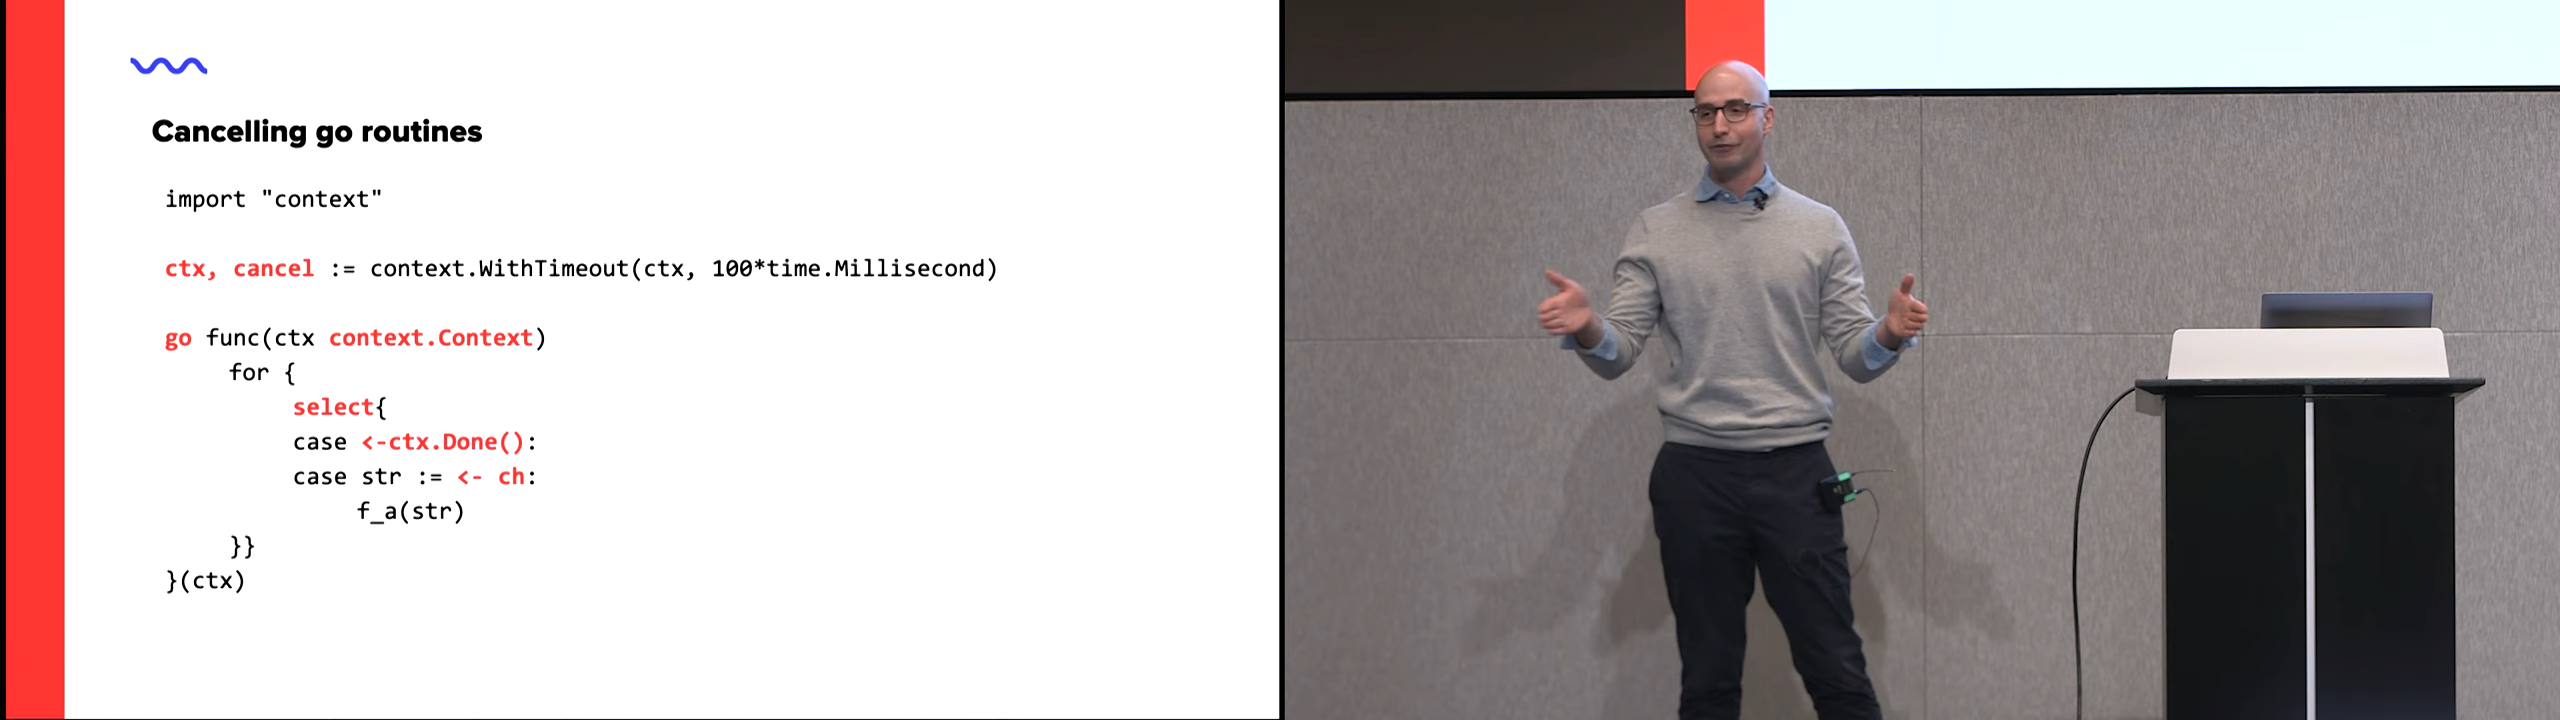 Cancelling go routines
import "context"
ctx, cancel := context.WithTimeout(ctx, 100*time.Millisecond)
go func(ctx context.Context)
for {
select{
case <-ctx.Done():
case str := <- ch:
f_a(str)
}}
}(ctx)